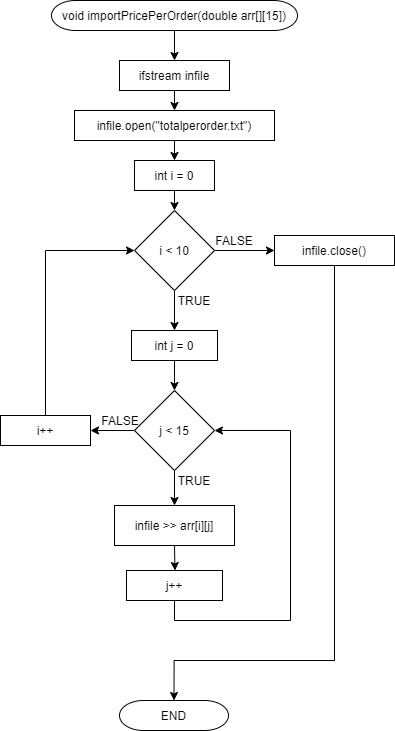 void importPricePerOrder(double arr[][15])
ifstream infile
infile.open("totalperorder.txt")
int i = 0
i < 10
FALSE
infile.close()
TRUE
int j = 0
j < 15
FALSE
i++
TRUE
infile >> arr[i][j]
j++
END